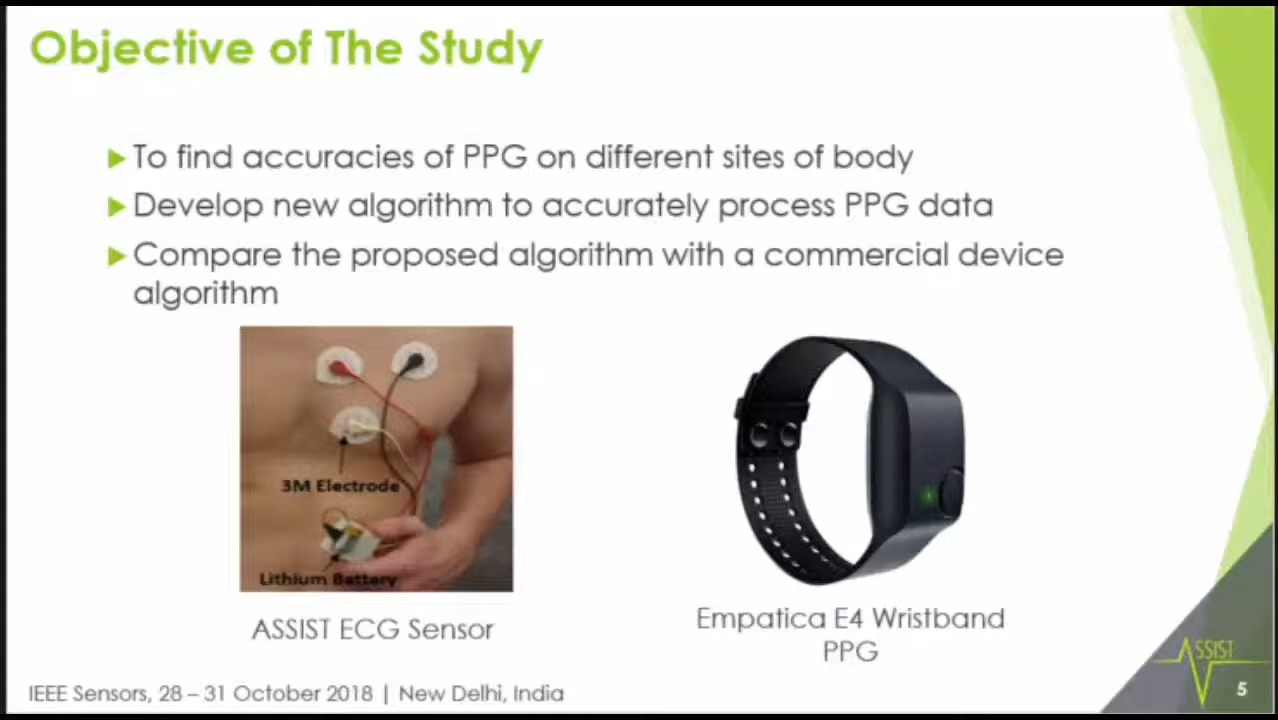 Objective of The Study
To find accuracies of PPG on different sites of body
Develop new algorithm to accurately process PPG data
Compare the proposed algorithm with a commercial device
algorithm
3M Electrode
Lithium Battery
ASSIST ECG Sensor
Empatica E4 Wristband
PPG
IEEE Sensors, 28 – 31 October 2018 | New Delhi, India
ASSIST
5